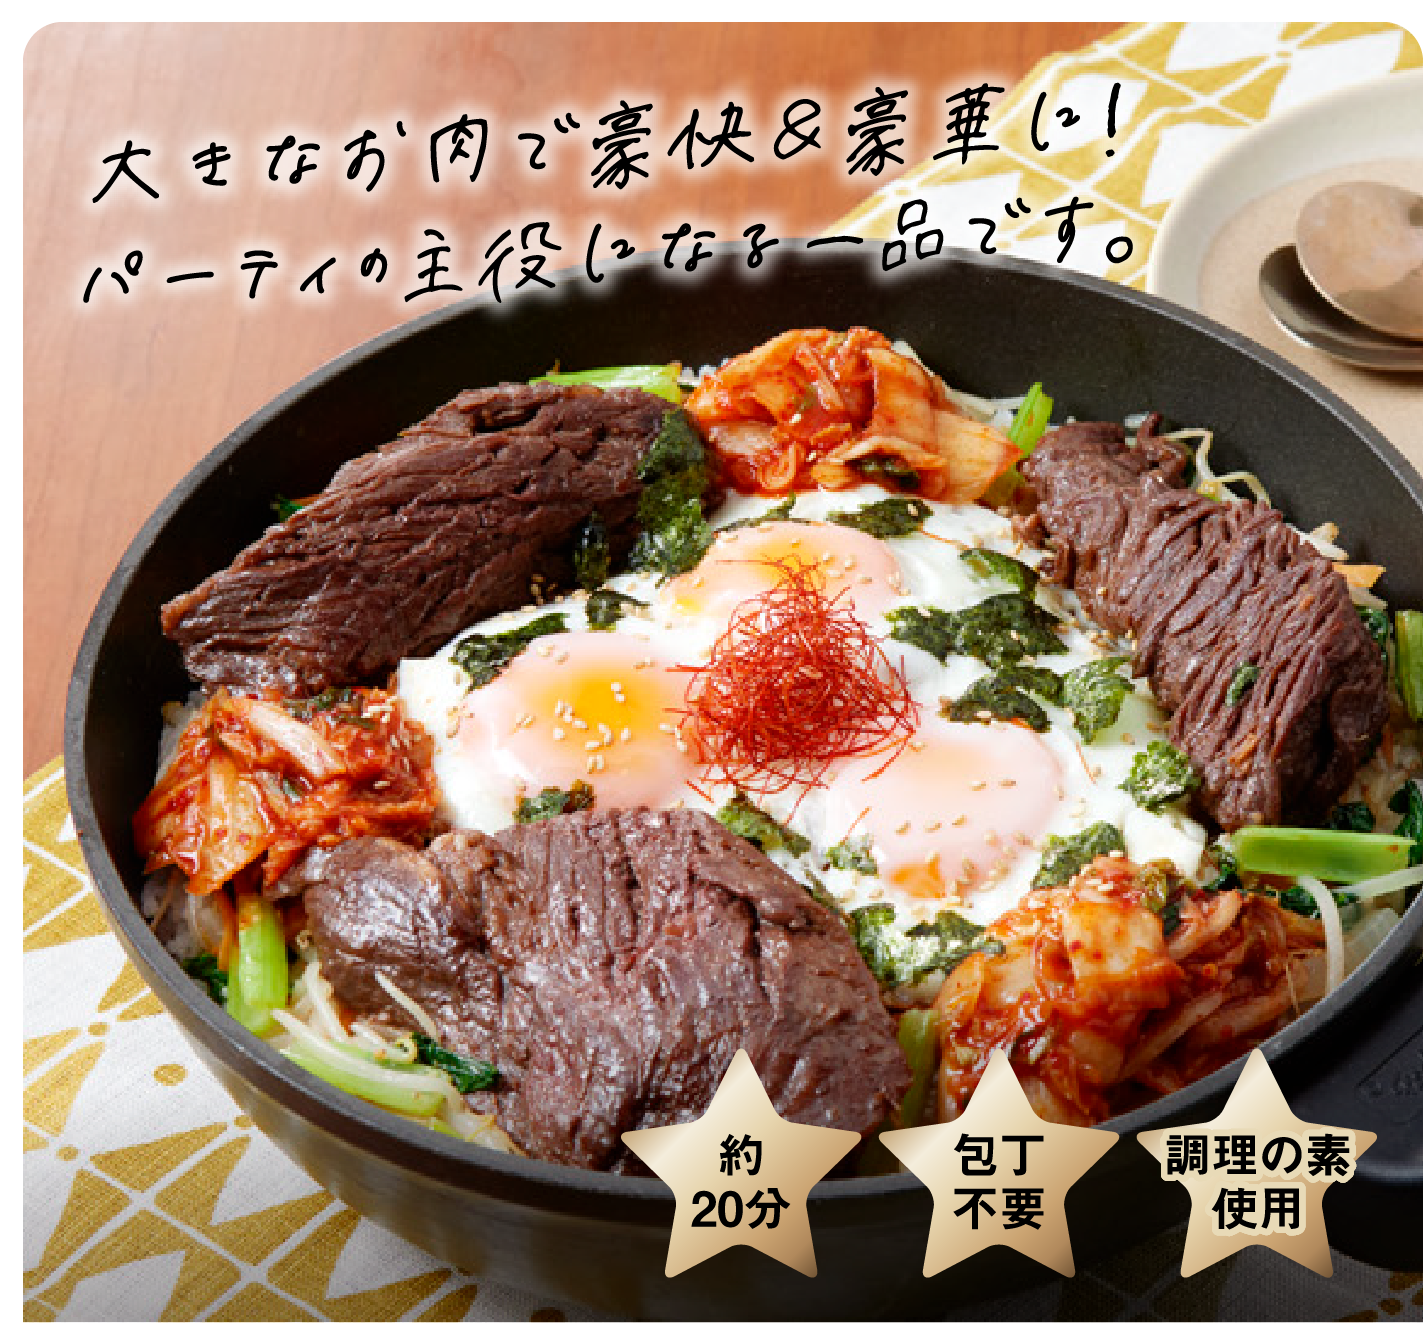 大きなお肉で豪快&豪華に!
パーティの主役になる一品です。
約
20分
包丁
不要
調理の素
使用